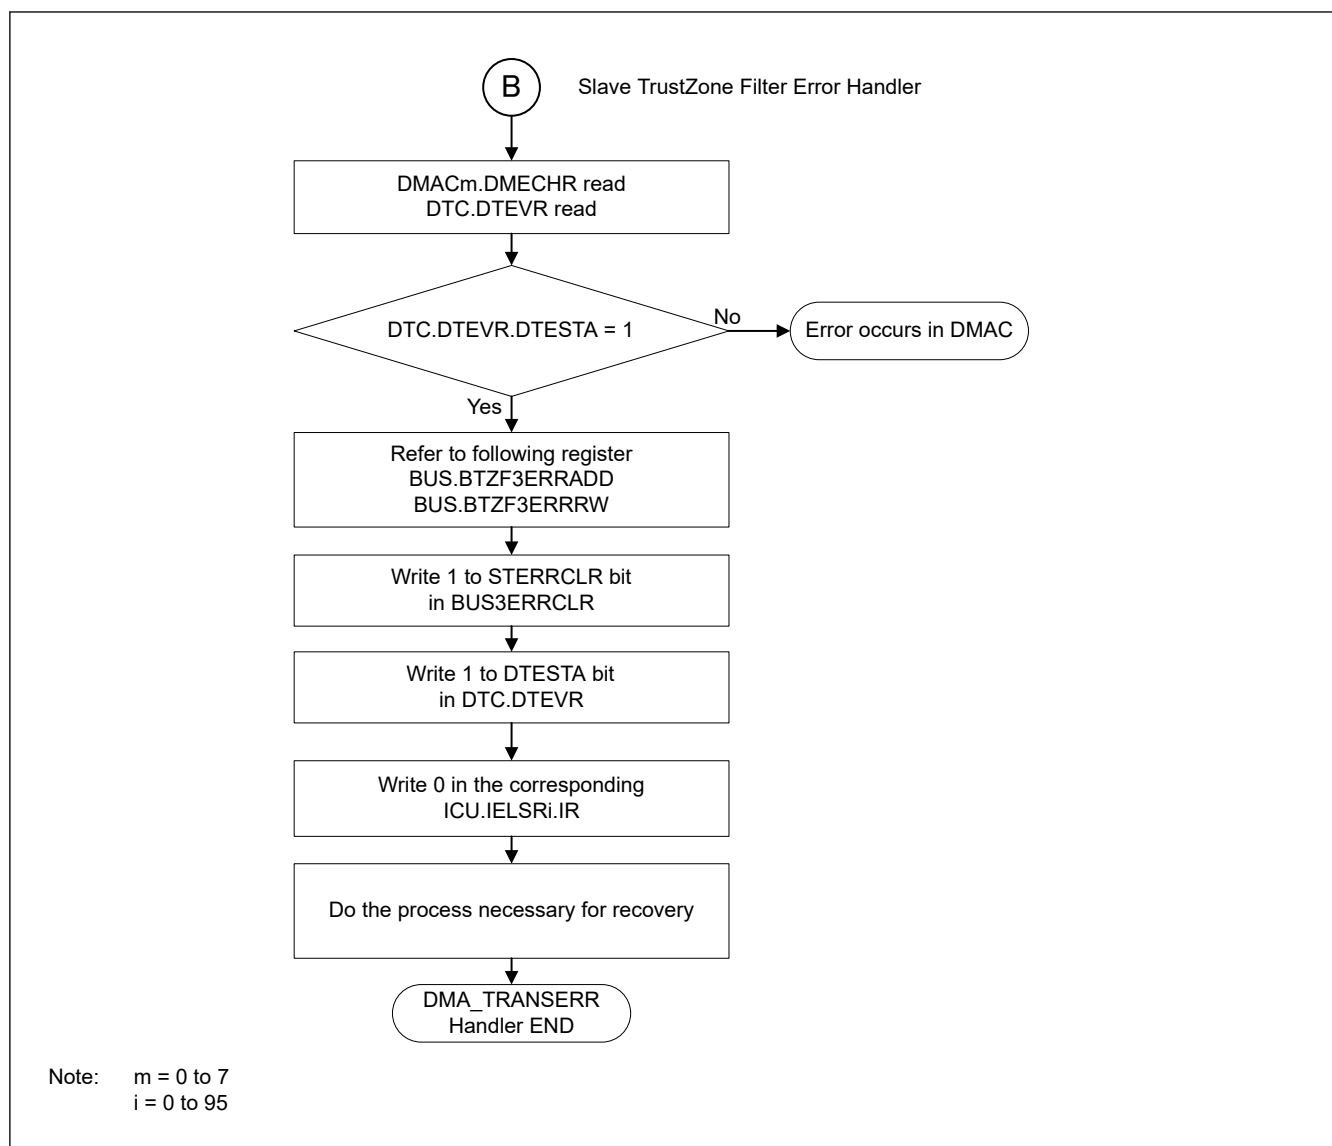 B
Slave TrustZone Filter Error Handler
DMACm.DMECHR read
DTC.DTEVR read
DTC.DTEVR.DTESTA = 1
No
Error occurs in DMAC
Yes
Refer to following register
BUS.BTZF3ERRADD
BUS.BTZF3ERRRW
Write 1 to STERRCLR bit
in BUS3ERRCLR
Write 1 to DTESTA bit
in DTC.DTEVR
Write 0 in the corresponding
ICU.IELSRi.IR
Do the process necessary for recovery
DMA_TRANSERR
Handler END
Note: m = 0 to 7
i = 0 to 95